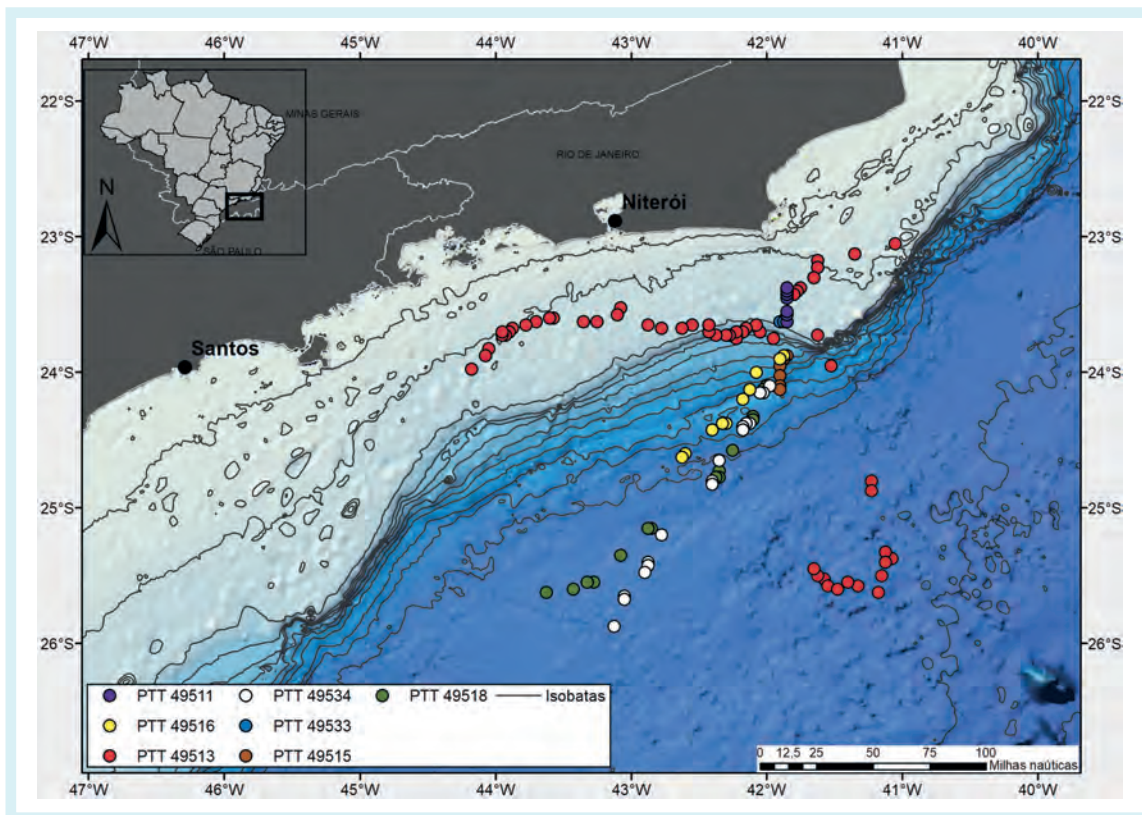 47°W 46°W 45°W 44°W 43°W 42°W 41°W 40°W
22°S 22°S
MINAS GERAIS
RIO DE JANEIRO
N
Niterói
23°S 23°S
SÃO PAULO
Santos
24°S 24°S
25°S 25°S
26°S 26°S
PTT 49511 PTT 49534 PTT 49518 Isobatas
PTT 49516 PTT 49533
PTT 49513 PTT 49515
0 12.5 25 50 75 100
Milhas naúticas
47°W 46°W 45°W 44°W 43°W 42°W 41°W 40°W